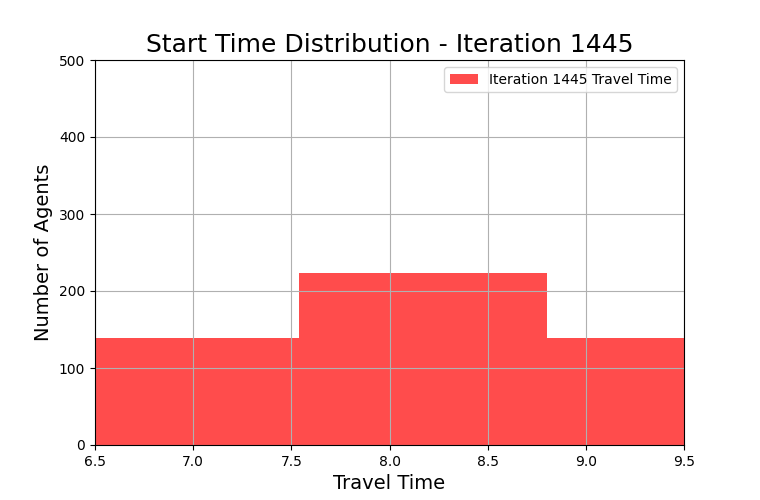 Start Time Distribution - Iteration 1445
Iteration 1445 Travel Time
Number of Agents
500
400
300
200
100
0
6.5 7.0 7.5 8.0 8.5 9.0 9.5
Travel Time